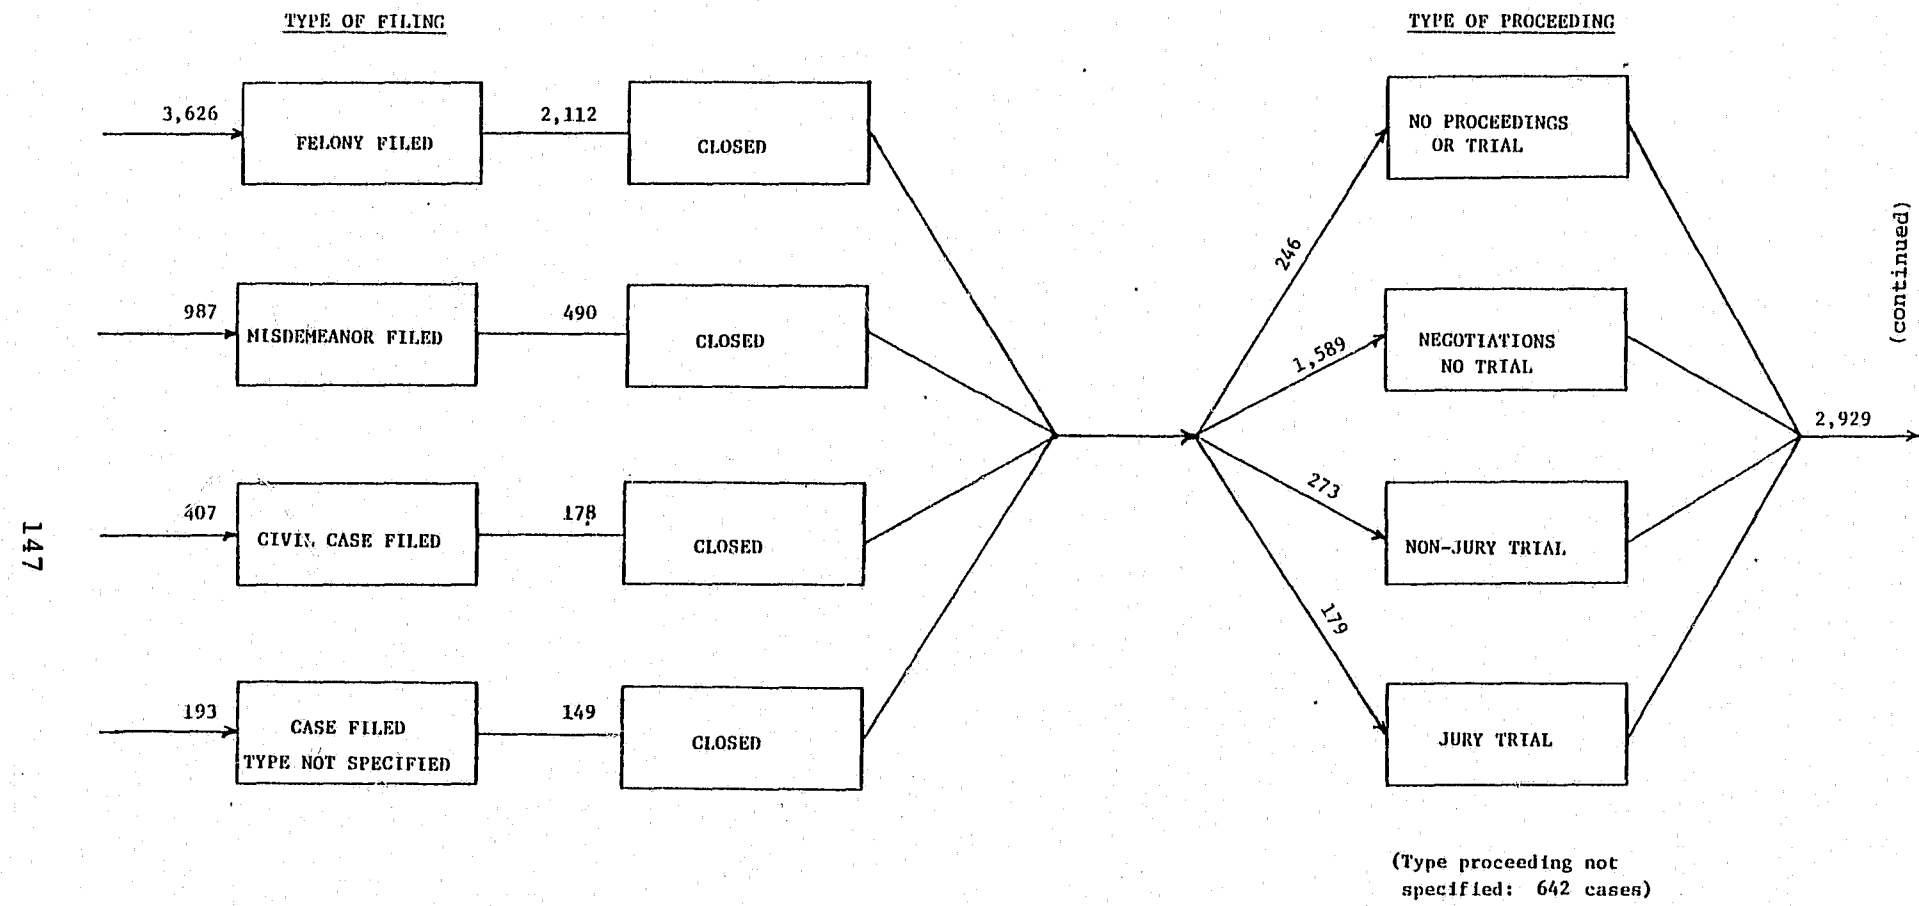 TYPE OF FILING
TYPE OF PROCEEDING
3,626
FELONY FILED
2,112
CLOSED
987
MISDEMEANOR FILED
490
CLOSED
407
CIVIL CASE FILED
178
CLOSED
193
CASE FILED
TYPE NOT SPECIFIED
149
CLOSED
246
NO PROCEEDINGS
OR TRIAL
1,589
NEGOTIATIONS
NO TRIAL
273
NON-JURY TRIAL
179
JURY TRIAL
2,929
(continued)
(Type proceeding not
specified: 642 cases)
147